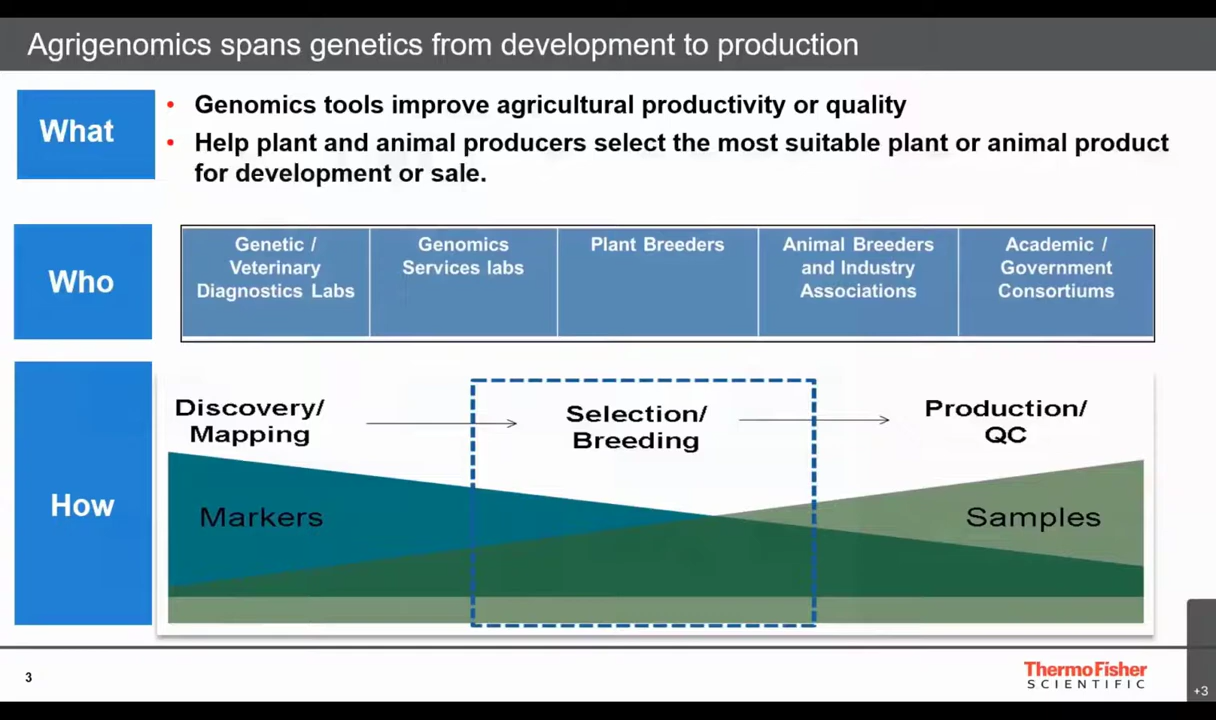 Agrigenomics spans genetics from development to production
What
• Genomics tools improve agricultural productivity or quality
• Help plant and animal producers select the most suitable plant or animal product
for development or sale.
Who
Genetic /
Veterinary
Diagnostics Labs
Genomics
Services labs
Plant Breeders
Animal Breeders
and Industry
Associations
Academic /
Government
Consortiums
How
Discovery/
Mapping
Selection/
Breeding
Production/
QC
Markers
Samples
3
ThermoFisher
SCIENTIFIC
+3